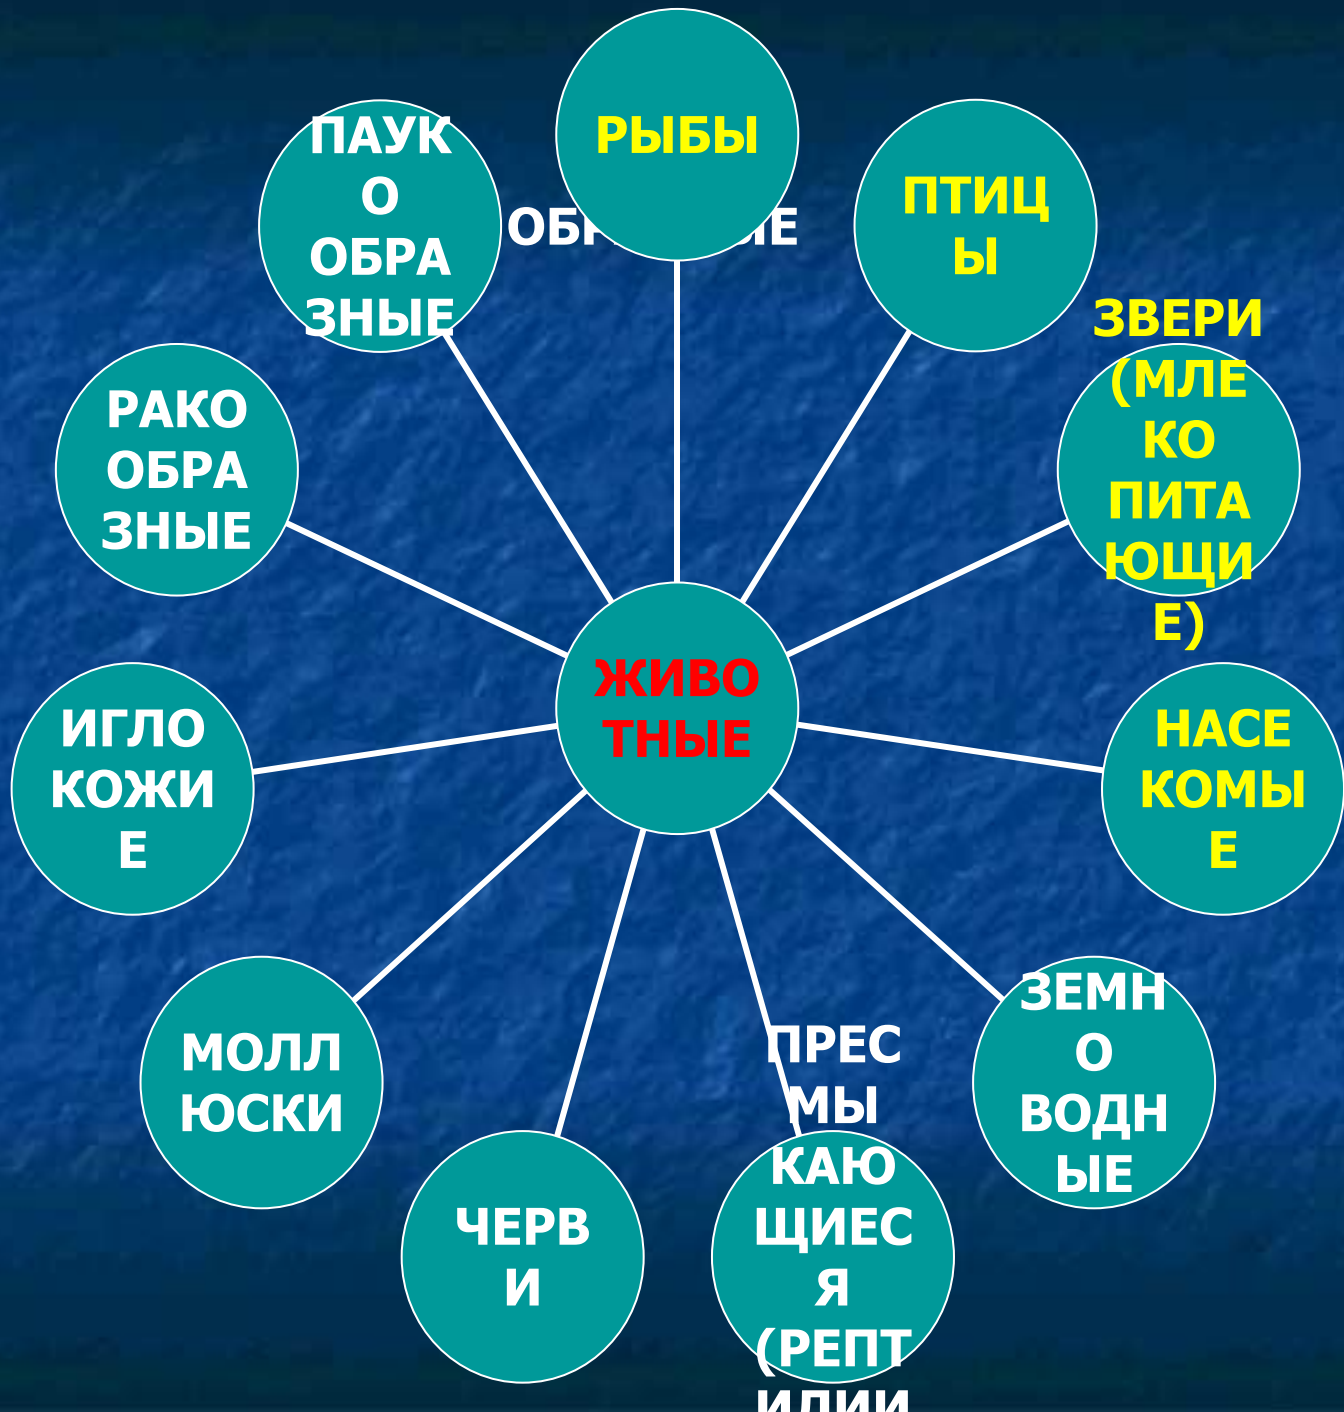 РЫБЫ
ПТИЦ
Ы
ЗВЕРИ
(МЛЕ
КО
ПИТА
ЮЩИ
Е)
НАСЕ
КОМЫ
Е
ЗЕМН
О
ВОДН
ЫЕ
ПРЕС
МЫ
КАЮ
ЩИЕС
Я
(РЕПТ
ИЛИИ
ЧЕРВ
И
МОЛЛ
ЮСКИ
ИГЛО
КОЖИ
Е
РАКО
ОБРА
ЗНЫЕ
ПАУК
О
ОБРА
ЗНЫЕ
ЖИВО
ТНЫЕ